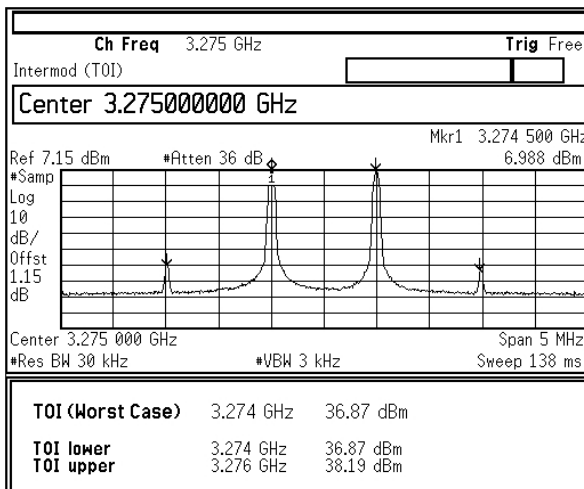 Ch Freq 3.275 GHz Trig Free
Intermod (TOI)
Center 3.275000000 GHz
Mkr1 3.274 500 GHz
Ref 7.15 dBm #Atten 36 dB 6.988 dBm
#Samp
Log
10
dB/
Offst
1.15
dB
1
Center 3.275 000 GHz Span 5 MHz
#Res BW 30 kHz #VBW 3 kHz Sweep 138 ms
TOI (Worst Case) 3.274 GHz 36.87 dBm
TOI lower 3.274 GHz 36.87 dBm
TOI upper 3.276 GHz 38.19 dBm